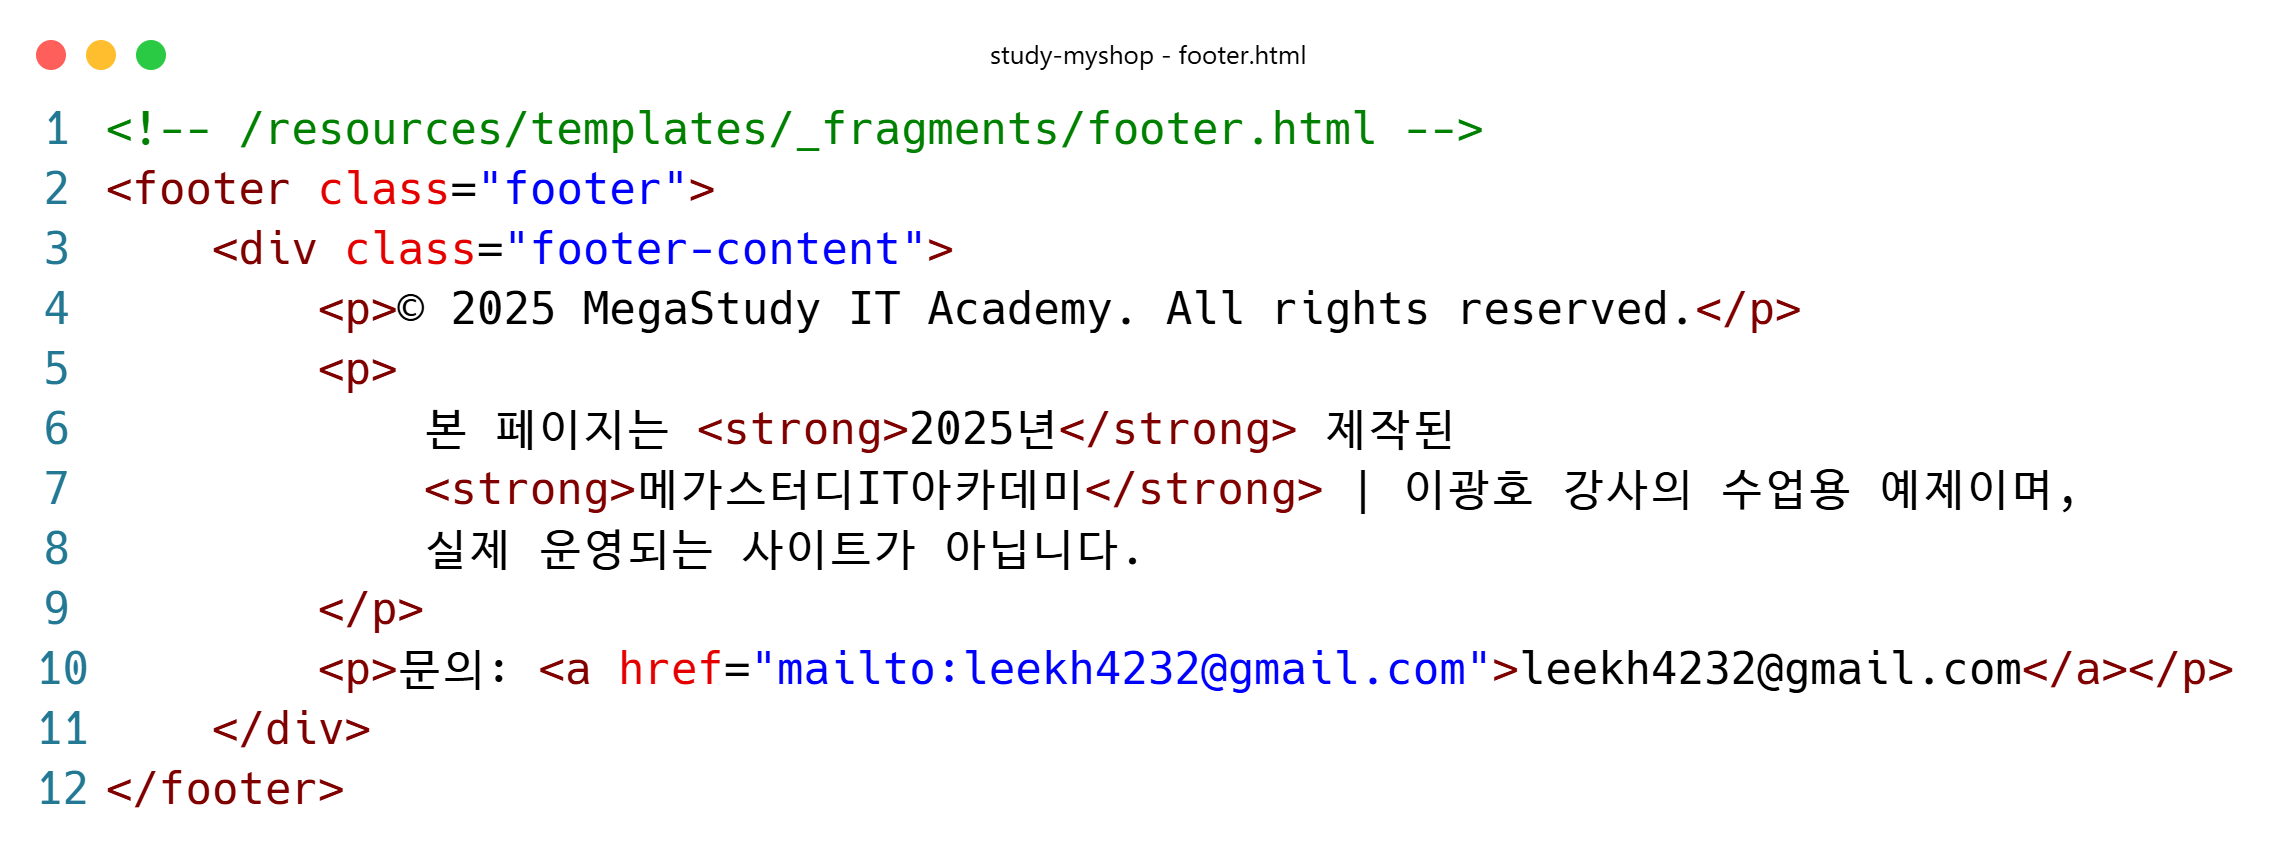 study-myshop - footer.html
1 <!-- /resources/templates/_fragments/footer.html -->
2 <footer class="footer">
3     <div class="footer-content">
4         <p>© 2025 MegaStudy IT Academy. All rights reserved.</p>
5         <p>
6             본 페이지는 <strong>2025년</strong> 제작된
7             <strong>메가스터디IT아카데미</strong> | 이광호 강사의 수업용 예제이며,
8             실제 운영되는 사이트가 아닙니다.
9         </p>
10         <p>문의: <a href="mailto:leekh4232@gmail.com">leekh4232@gmail.com</a></p>
11     </div>
12 </footer>